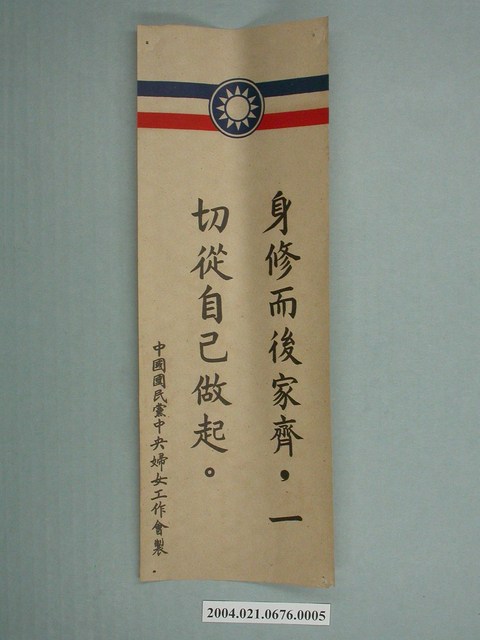 身修而後家齊，一
切從自己做起。
中國國民黨中央婦女工作會製
2004.021.0676.0005